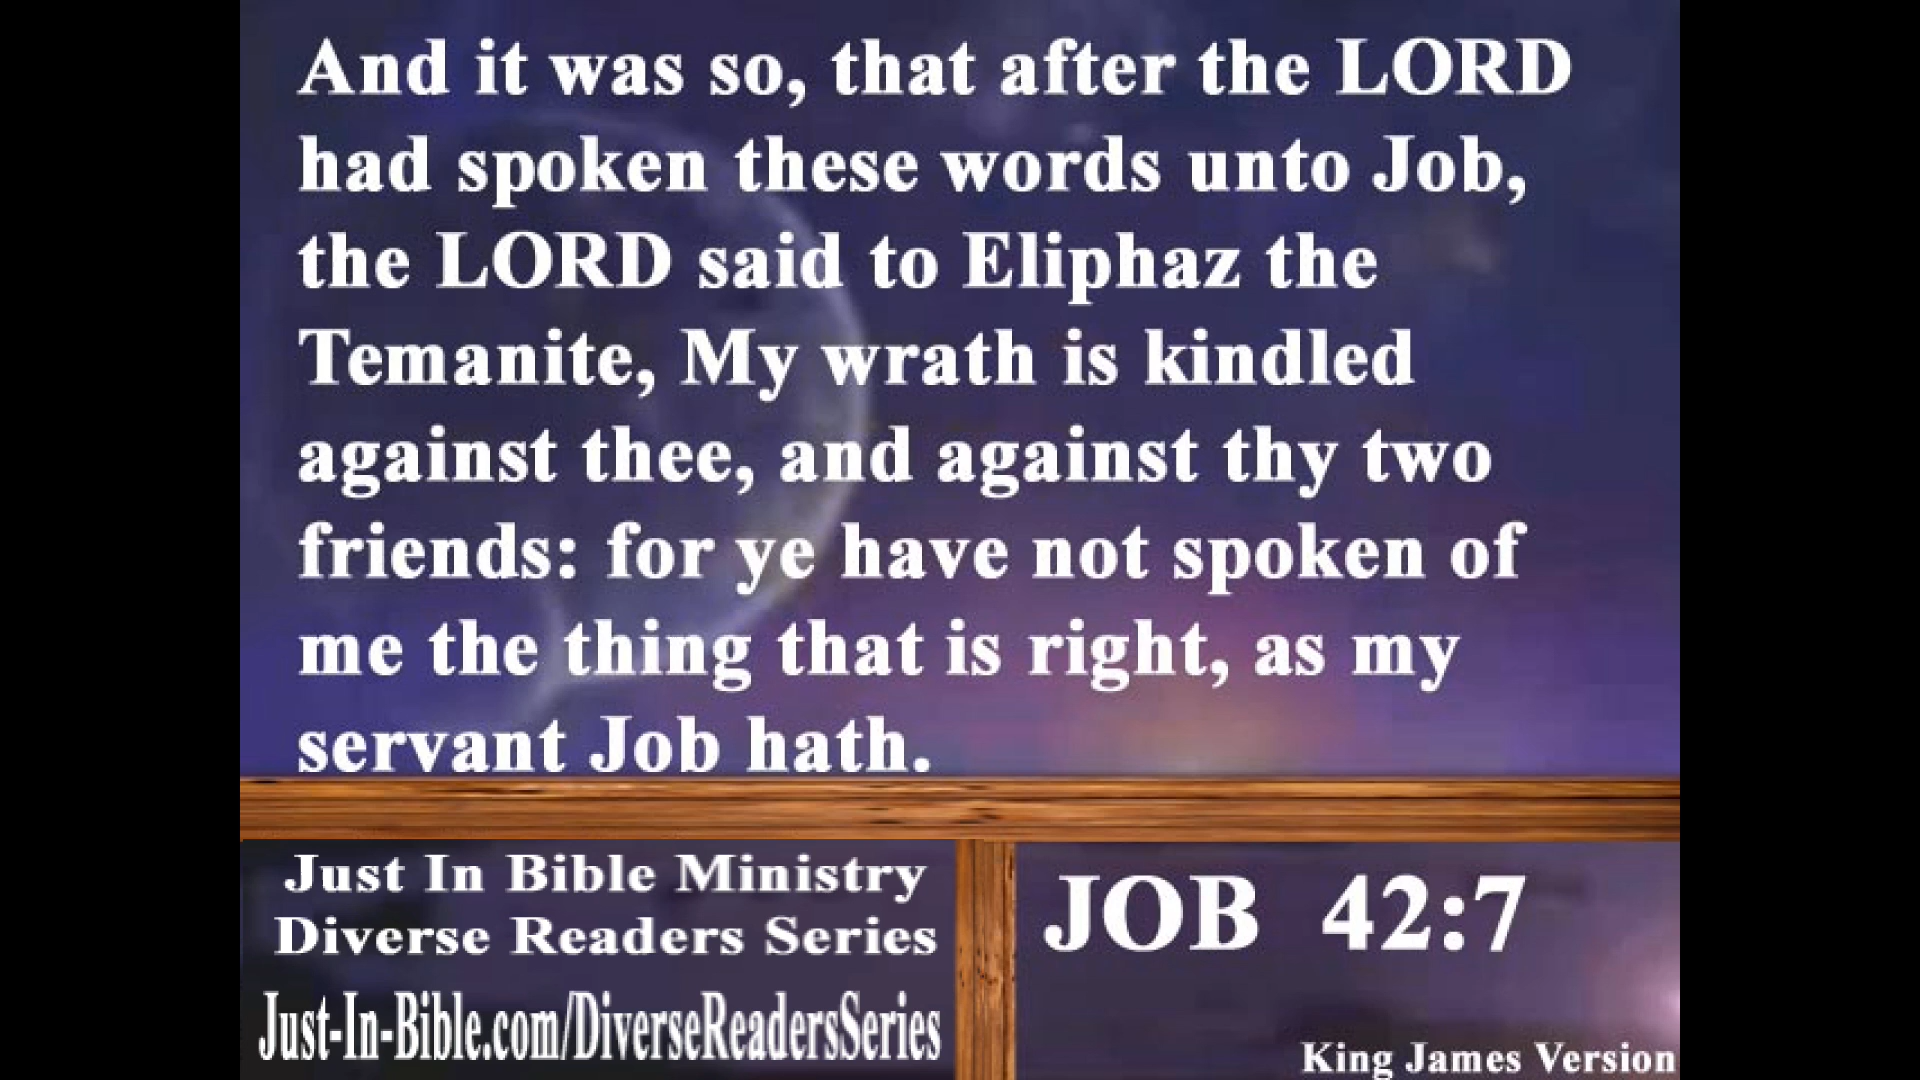 And it was so, that after the LORD
had spoken these words unto Job,
the LORD said to Eliphaz the
Temanite, My wrath is kindled
against thee, and against thy two
friends: for ye have not spoken of
me the thing that is right, as my
servant Job hath.
Just In Bible Ministry
Diverse Readers Series
Just-In-Bible.com/DiverseReadersSeries
JOB 42:7
King James Version